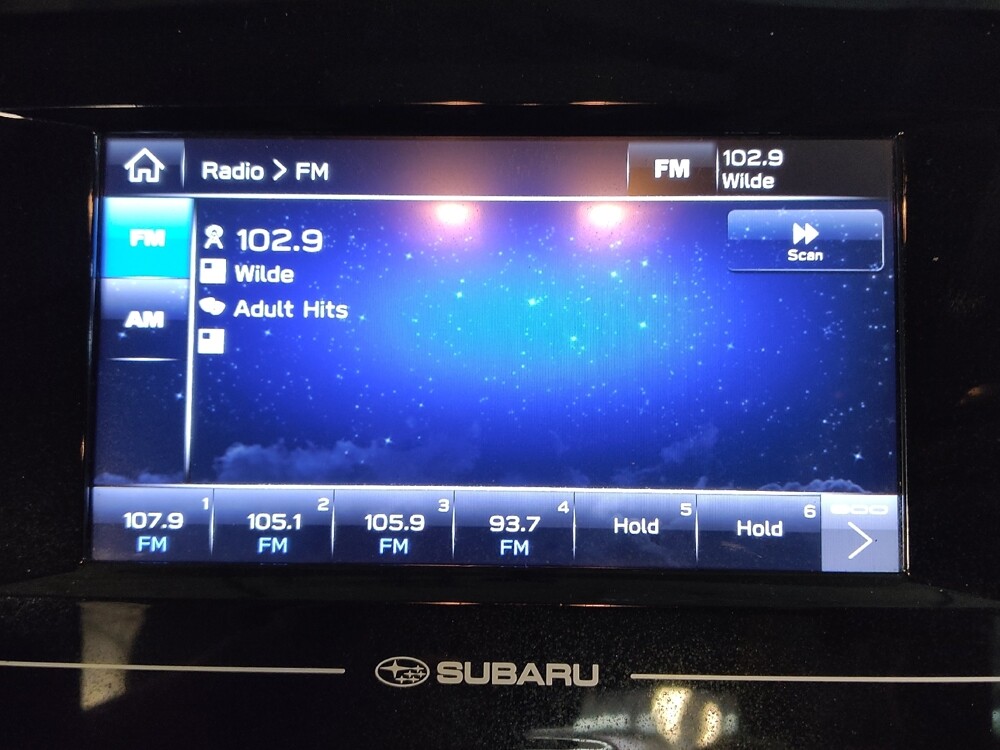 Radio > FM
FM
102.9
Wilde
FM
102.9
Scan
Wilde
Adult Hits
AM
1
2
3
4
5
6
107.9
105.1
105.9
93.7
Hold
Hold
FM
FM
FM
FM
SUBARU